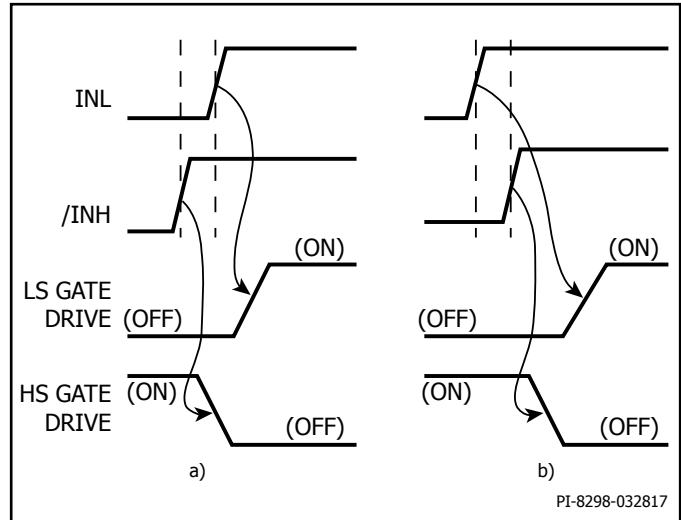 INL
/INH
(ON)
(ON)
LS GATE
DRIVE
(OFF)
(OFF)
HS GATE
DRIVE
(ON)
(ON)
(OFF)
(OFF)
a)
b)
PI-8298-032817